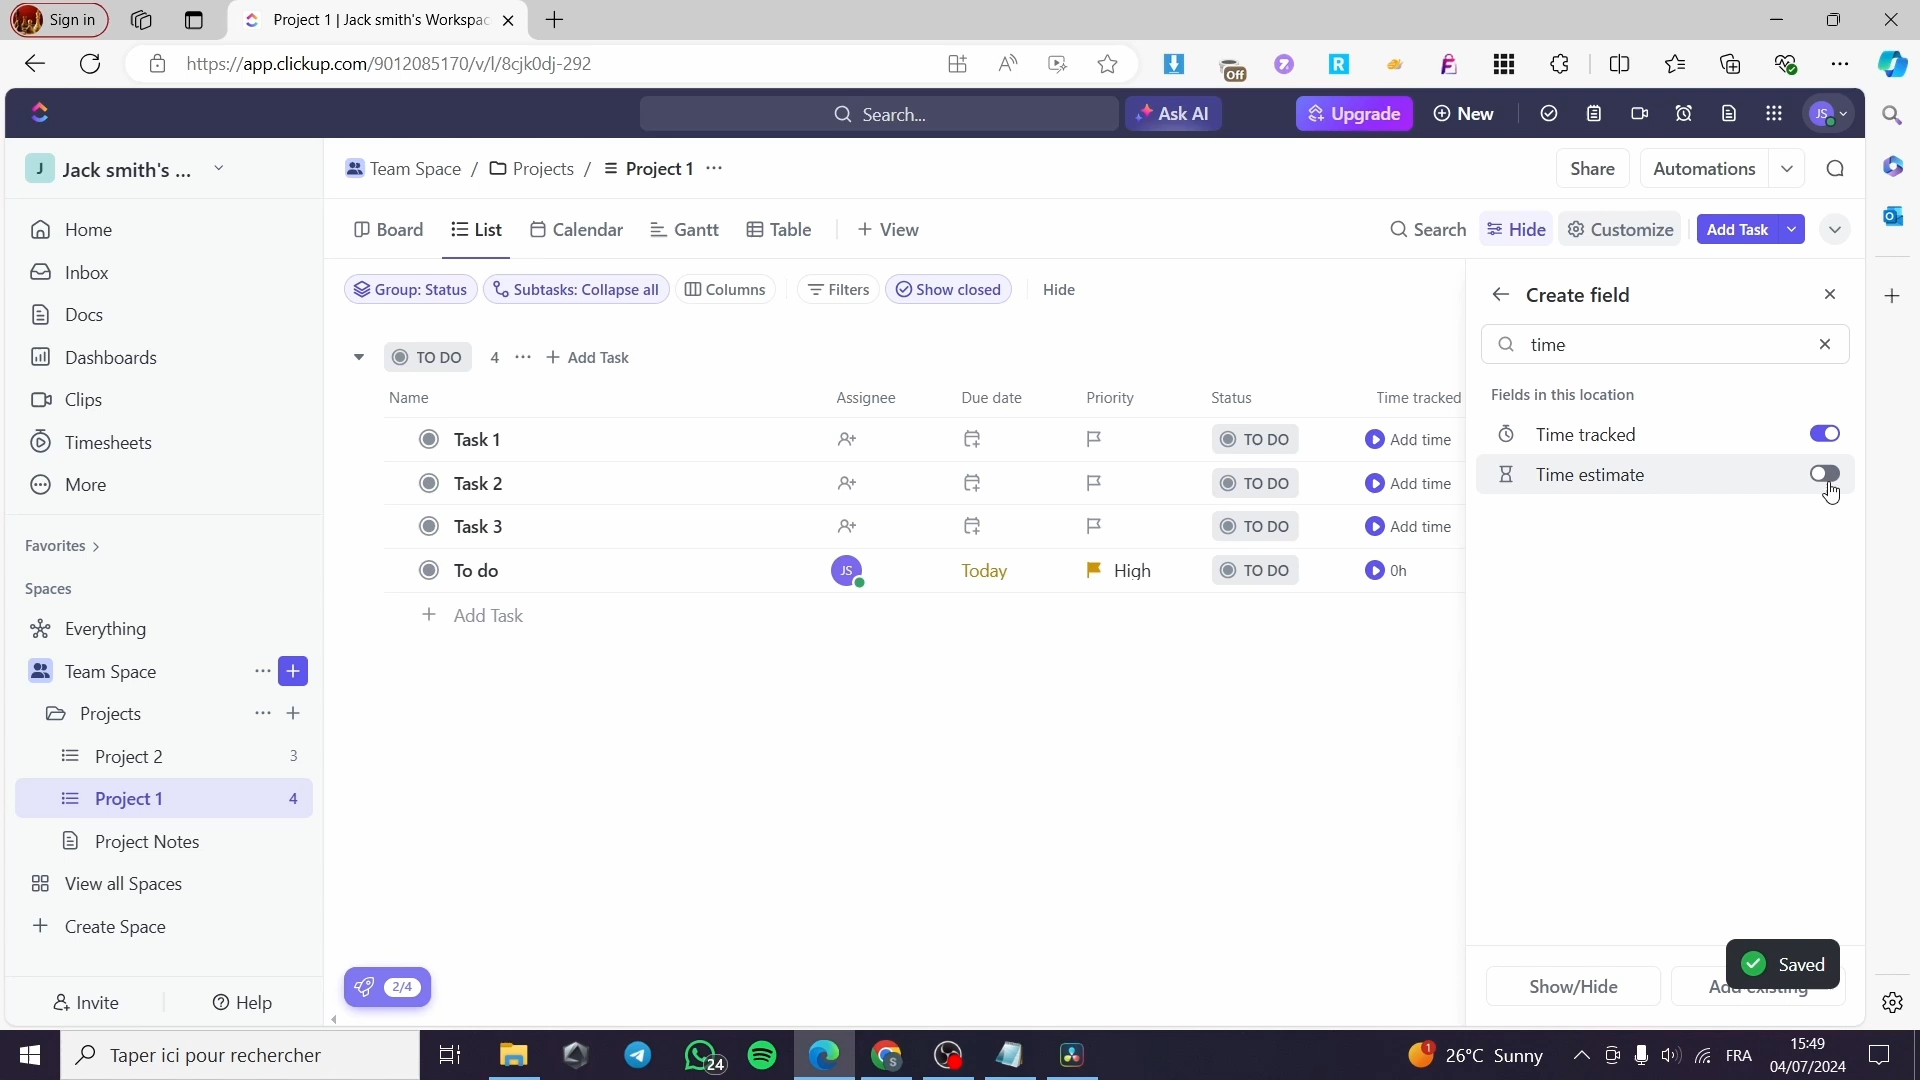 Sign in
Project 1 | Jack smith's Workspac
https://app.clickup.com/9012085170/v/l/8cjk0dj-292
Off
Search...
Ask AI
Upgrade
New
JS
J Jack smith's ...
Team Space / Projects / Project 1 ...
Share
Automations
Home
Inbox
Docs
Dashboards
Clips
Timesheets
More
Favorites
Spaces
Everything
Team Space
Projects
Project 2 3
Project 1 4
Project Notes
View all Spaces
Create Space
Invite
Help
Board
List
Calendar
Gantt
Table
+ View
Search
Hide
Customize
Add Task
Group: Status
Subtasks: Collapse all
Columns
Filters
Show closed
Hide
TO DO 4 ... + Add Task
Name Assignee Due date Priority Status Time tracked
Task 1 TO DO Add time
Task 2 TO DO Add time
Task 3 TO DO Add time
To do JS Today High TO DO 0h
+ Add Task
2/4
Create field
time
Fields in this location
Time tracked
Time estimate
Show/Hide
Saved
Taper ici pour rechercher
24
1
26°C Sunny
FRA
15:49
04/07/2024